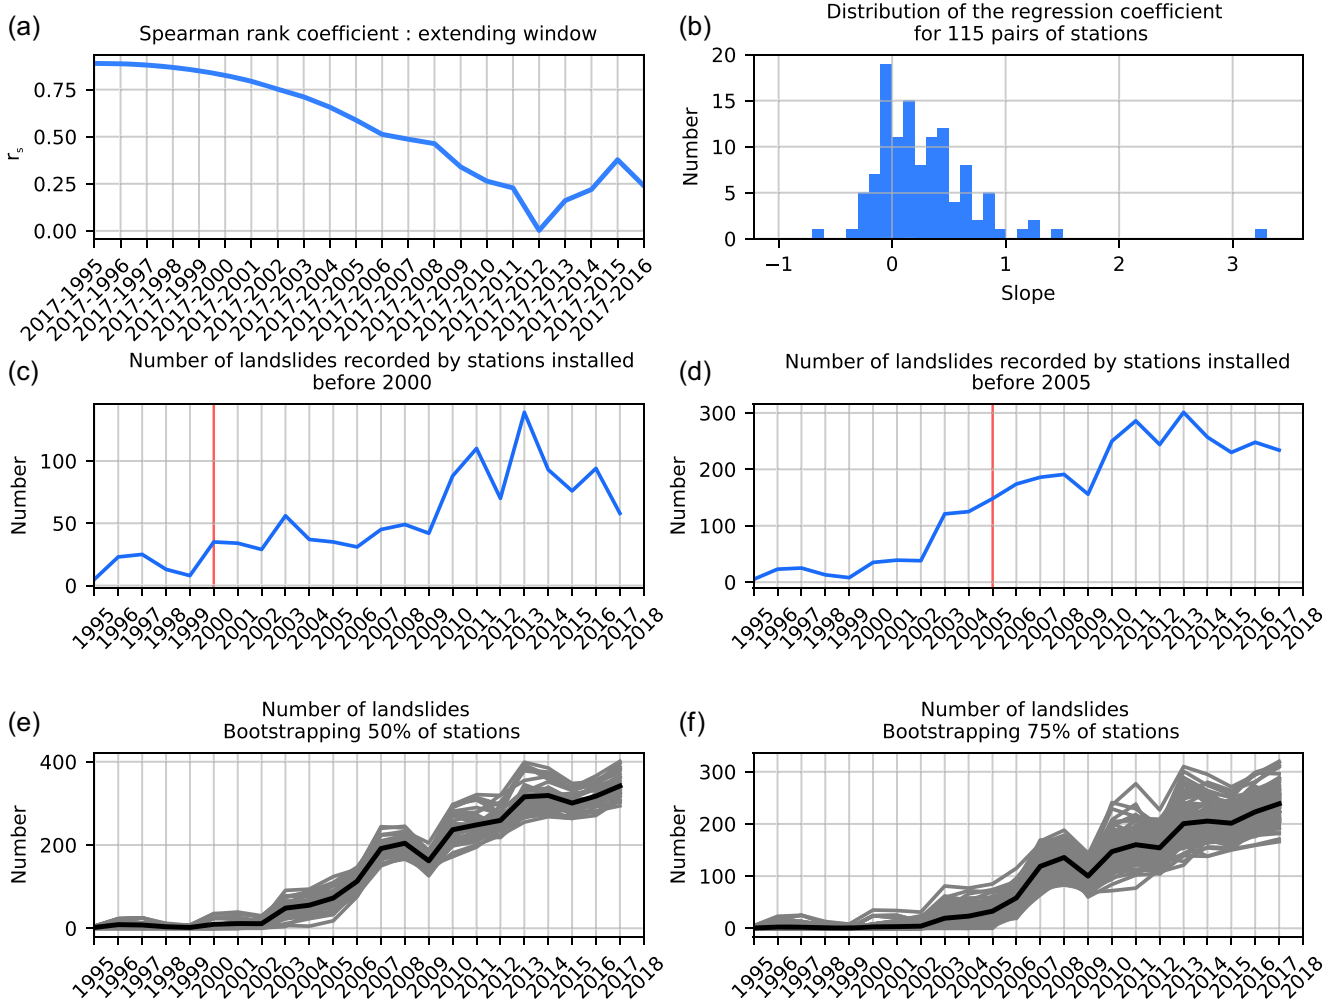 (a)
Spearman rank coefficient : extending window
0.75
0.50
0.25
0.00
rs
2017-1995
2017-1996
2017-1997
2017-1998
2017-1999
2017-2000
2017-2001
2017-2002
2017-2003
2017-2004
2017-2005
2017-2006
2017-2007
2017-2008
2017-2009
2017-2010
2017-2011
2017-2012
2017-2013
2017-2014
2017-2015
2017-2016
(b)
Distribution of the regression coefficient
for 115 pairs of stations
20
15
10
5
0
Number
−1 0 1 2 3
Slope
(c)
Number of landslides recorded by stations installed
before 2000
100
50
0
Number
1995 1996 1997 1998 1999 2000 2001 2002 2003 2004 2005 2006 2007 2008 2009 2010 2011 2012 2013 2014 2015 2016 2017 2018
(d)
Number of landslides recorded by stations installed
before 2005
300
200
100
0
Number
1995 1996 1997 1998 1999 2000 2001 2002 2003 2004 2005 2006 2007 2008 2009 2010 2011 2012 2013 2014 2015 2016 2017 2018
(e)
Number of landslides
Bootstrapping 50% of stations
400
200
0
Number
1995 1996 1997 1998 1999 2000 2001 2002 2003 2004 2005 2006 2007 2008 2009 2010 2011 2012 2013 2014 2015 2016 2017 2018
(f)
Number of landslides
Bootstrapping 75% of stations
300
200
100
0
Number
1995 1996 1997 1998 1999 2000 2001 2002 2003 2004 2005 2006 2007 2008 2009 2010 2011 2012 2013 2014 2015 2016 2017 2018